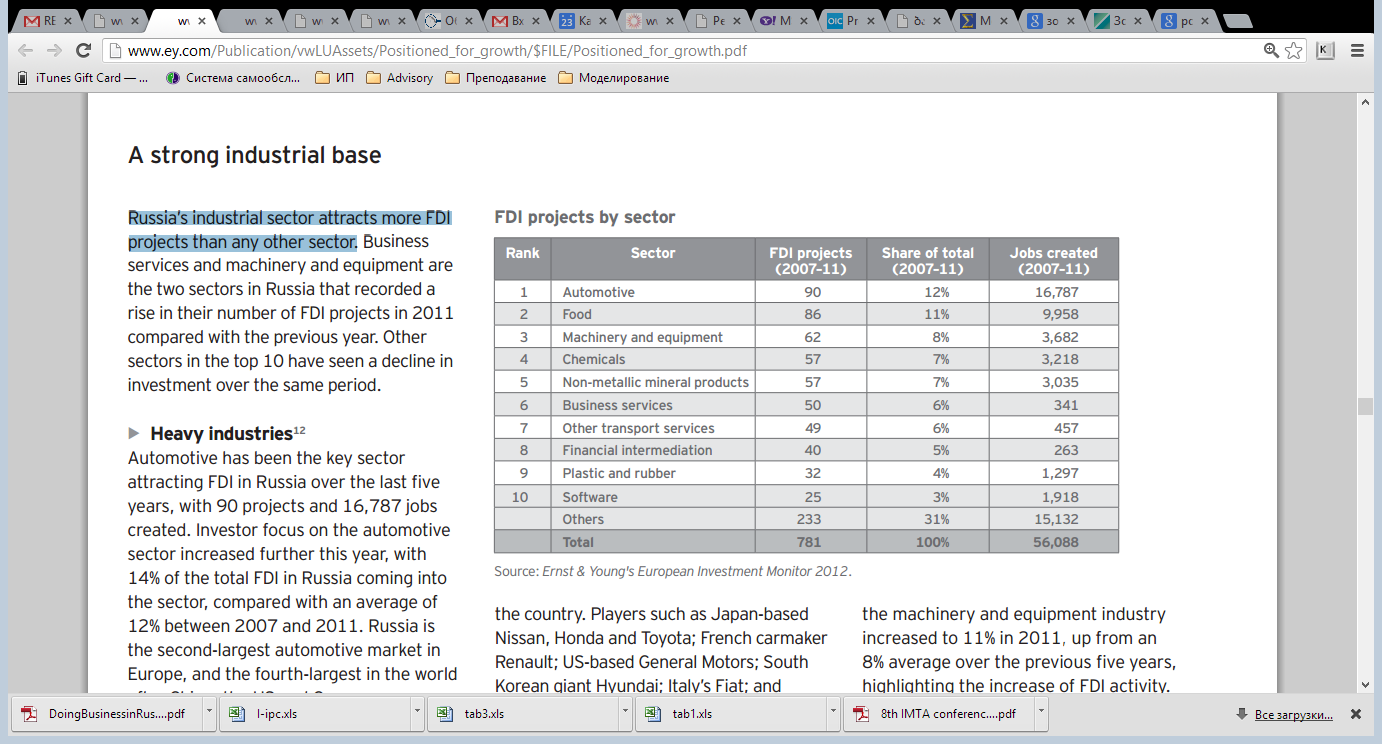 RE
Bx
23 Ka
Y! M
OIC Pr
Σ M
8 зо
Зс
8 рс
www.ey.com/Publication/vwLUAssets/Positioned_for_growth/$FILE/Positioned_for_growth.pdf
iTunes Gift Card — ... Система самообсл... ИП Advisory Преподавание Моделирование
A strong industrial base
Russia's industrial sector attracts more FDI
projects than any other sector. Business
services and machinery and equipment are
the two sectors in Russia that recorded a
rise in their number of FDI projects in 2011
compared with the previous year. Other
sectors in the top 10 have seen a decline in
investment over the same period.
► Heavy industries12
Automotive has been the key sector
attracting FDI in Russia over the last five
years, with 90 projects and 16,787 jobs
created. Investor focus on the automotive
sector increased further this year, with
14% of the total FDI in Russia coming into
the sector, compared with an average of
12% between 2007 and 2011. Russia is
the second-largest automotive market in
Europe, and the fourth-largest in the world
FDI projects by sector
Rank Sector FDI projects (2007-11) Share of total (2007-11) Jobs created (2007-11)
1 Automotive 90 12% 16,787
2 Food 86 11% 9,958
3 Machinery and equipment 62 8% 3,682
4 Chemicals 57 7% 3,218
5 Non-metallic mineral products 57 7% 3,035
6 Business services 50 6% 341
7 Other transport services 49 6% 457
8 Financial intermediation 40 5% 263
9 Plastic and rubber 32 4% 1,297
10 Software 25 3% 1,918
Others 233 31% 15,132
Total 781 100% 56,088
Source: Ernst & Young's European Investment Monitor 2012.
the country. Players such as Japan-based
Nissan, Honda and Toyota; French carmaker
Renault; US-based General Motors; South
Korean giant Hyundai; Italy's Fiat; and
the machinery and equipment industry
increased to 11% in 2011, up from an
8% average over the previous five years,
highlighting the increase of FDI activity.
DoingBusinessinRus....pdf I-ipc.xls tab3.xls tab1.xls 8th IMTA conferenc....pdf Все загрузки...